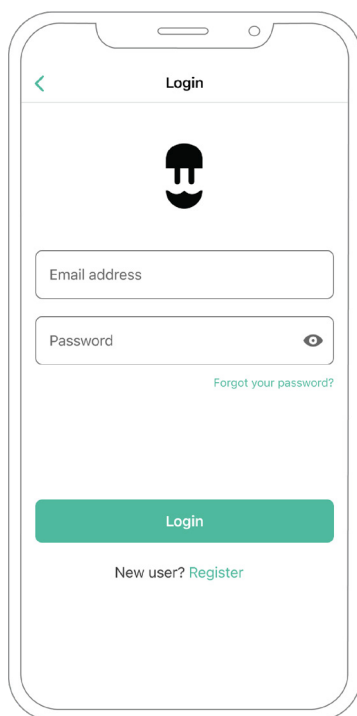 Login
Email address
Password
Forgot your password?
Login
New user? Register